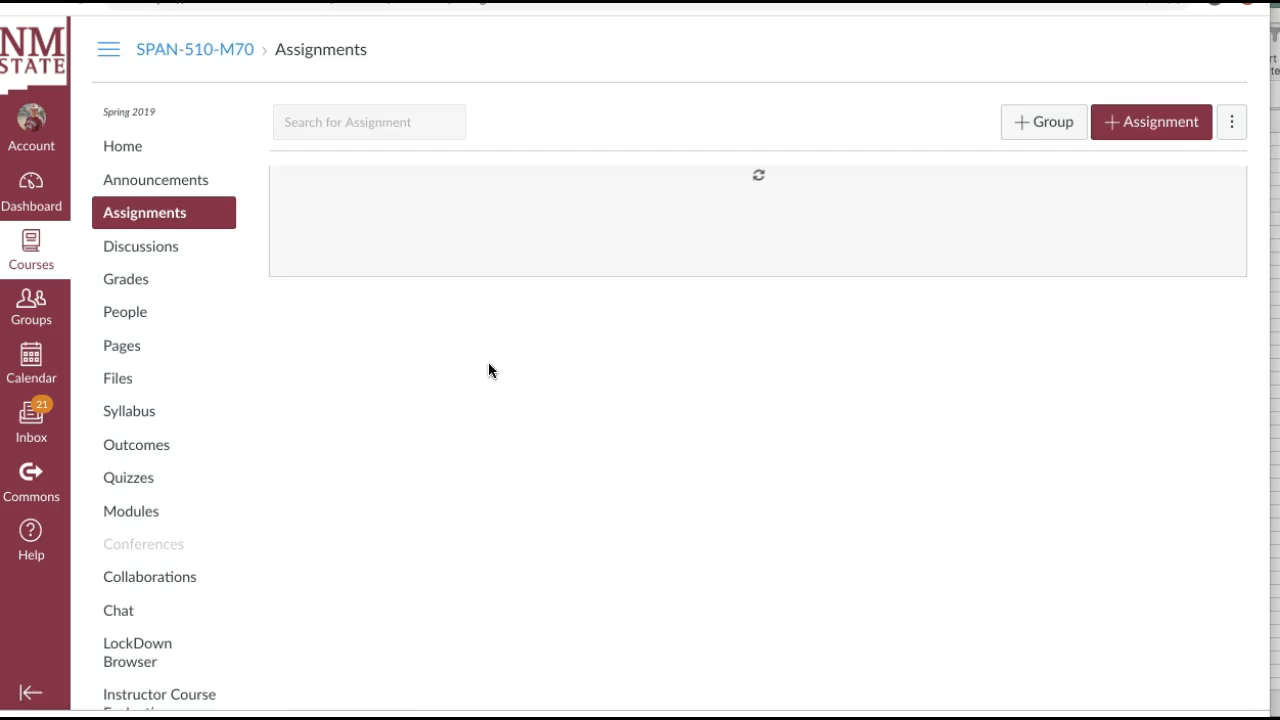 NM
STATE
SPAN-510-M70 › Assignments
Spring 2019
Search for Assignment
Group
Assignment
Account
Dashboard
Courses
Groups
Calendar
21
Inbox
Commons
Help
Home
Announcements
Assignments
Discussions
Grades
People
Pages
Files
Syllabus
Outcomes
Quizzes
Modules
Conferences
Collaborations
Chat
LockDown
Browser
Instructor Course